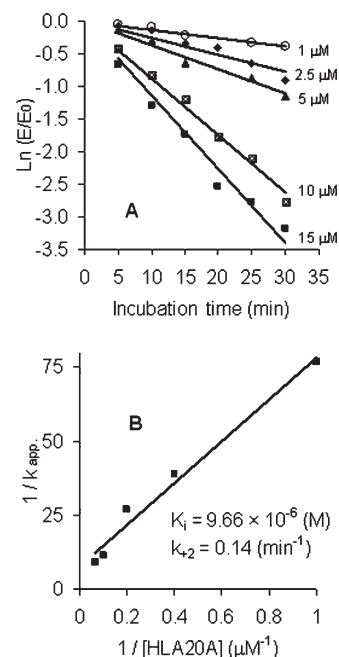 0.0
-0.5
-1.0
-1.5
-2.0
-2.5
-3.0
-3.5
Ln (E/E0)
1 µM
2.5 µM
5 µM
10 µM
15 µM
A
0 5 10 15 20 25 30 35
Incubation time (min)
75
50
25
0
1 / kapp.
B
Ki = 9.66 × 10-6 (M)
k+2 = 0.14 (min-1)
0 0.2 0.4 0.6 0.8 1
1 / [HLA20A] (µM-1)